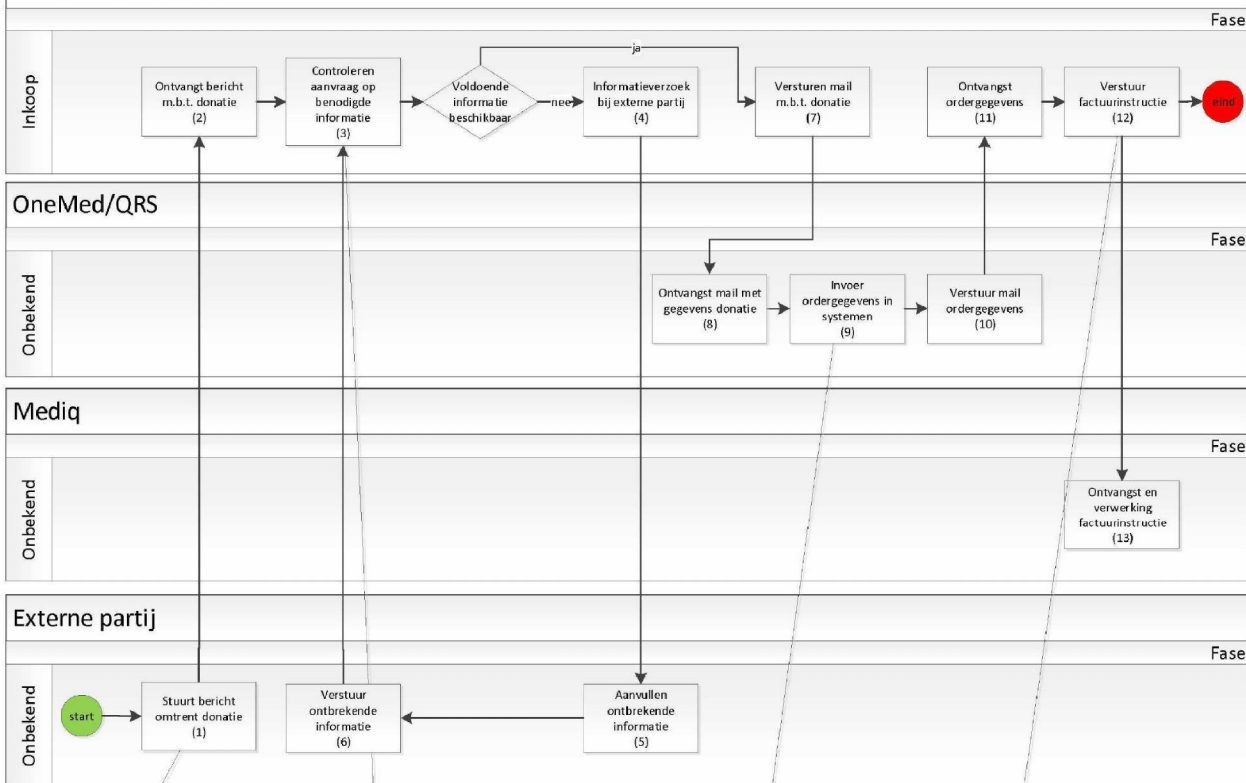 Fase
Inkoop
Ontvangt bericht
m.b.t. donatie
(2)
Controleren
aanvraag op
benodigde
informatie
(3)
Voldoende
informatie
beschikbaar
ja
nee
Informatieverzoek
bij externe partij
(4)
Versturen mail
m.b.t. donatie
(7)
Ontvangst
ordergegevens
(11)
Verstuur
factuurinstructie
(12)
eind
OneMed/QRS
Fase
Onbekend
Ontvangst mail met
gegevens donatie
(8)
Invoer
ordergegevens in
systemen
(9)
Verstuur mail
ordergegevens
(10)
Mediq
Fase
Onbekend
Ontvangst en
verwerking
factuurinstructie
(13)
Externe partij
Fase
Onbekend
start
Stuurt bericht
omtrent donatie
(1)
Verstuur
ontbrekende
informatie
(6)
Aanvullen
ontbrekende
informatie
(5)